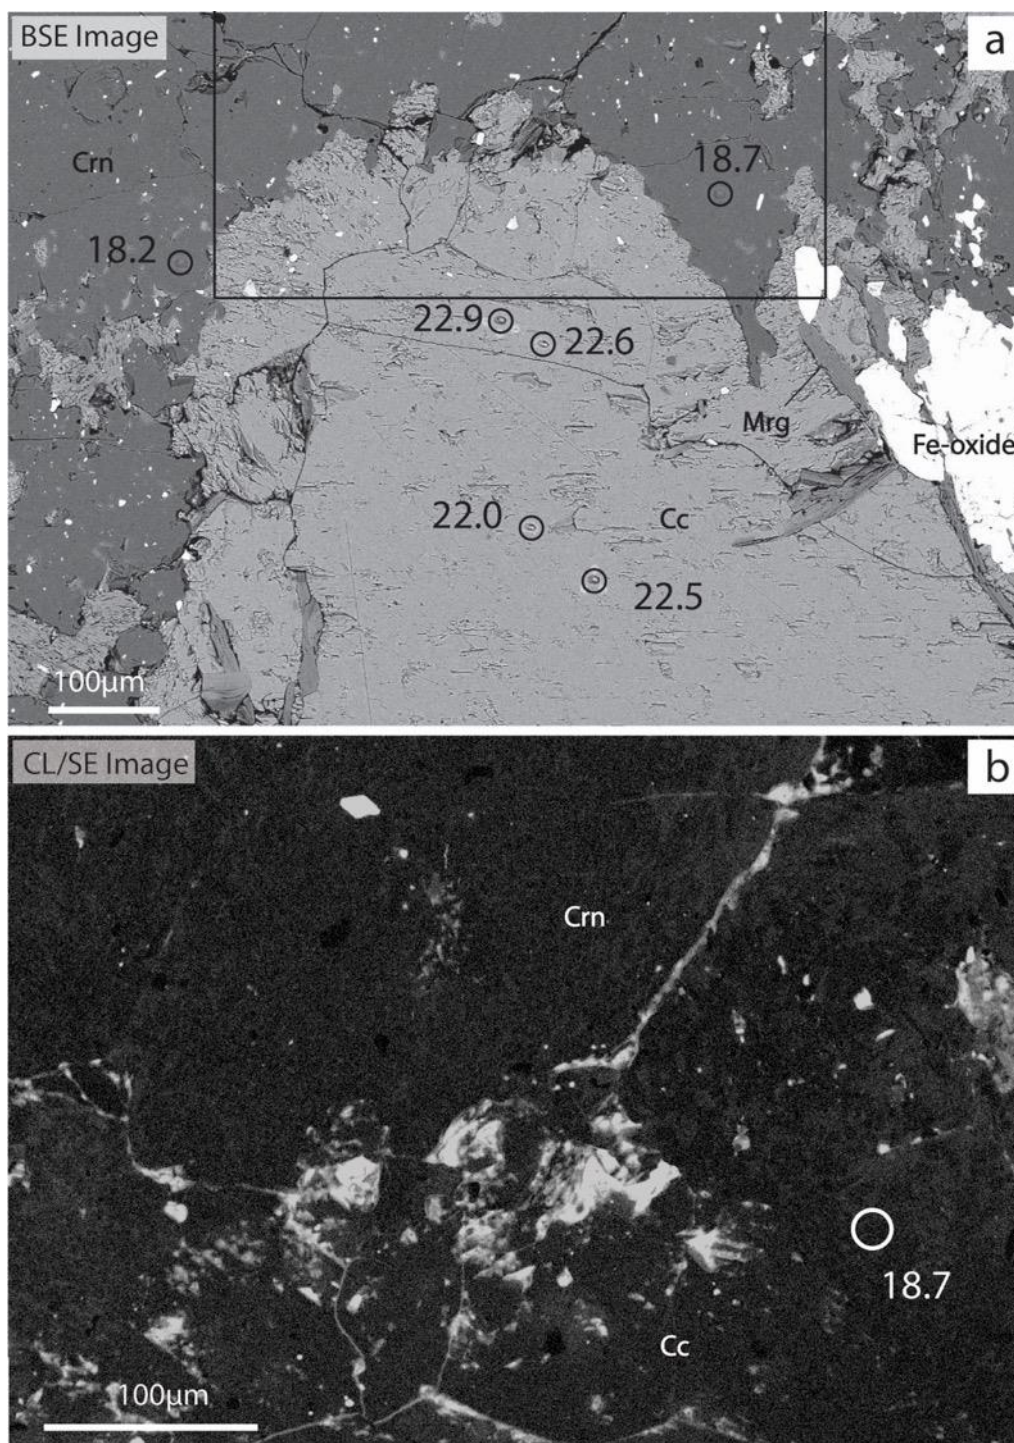 BSE Image
a
Crn
18.7
18.2
22.9
22.6
Mrg
Fe-oxide
22.0
Cc
22.5
100µm
CL/SE Image
b
Crn
18.7
Cc
100µm